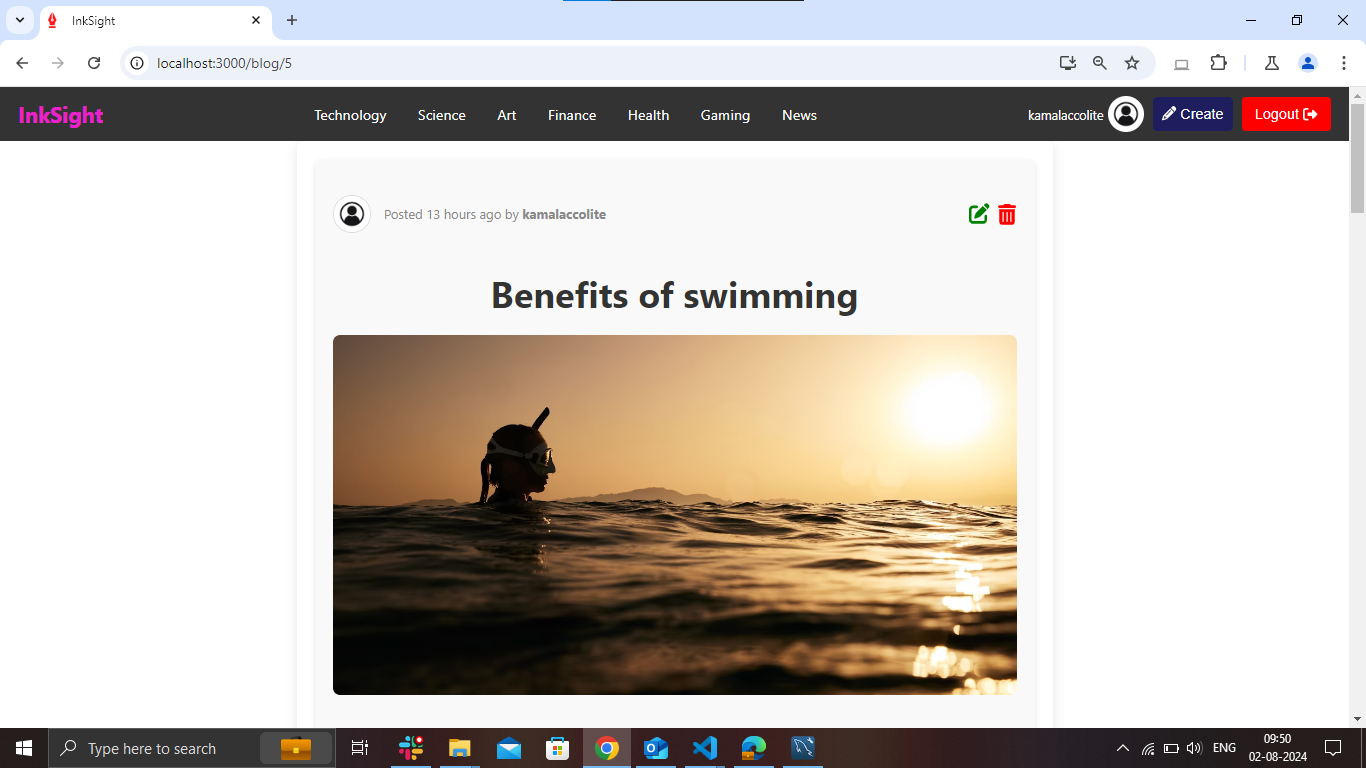 InkSight
localhost:3000/blog/5
InkSight
Technology Science Art Finance Health Gaming News
kamalaccolite Create Logout
Posted 13 hours ago by kamalaccolite
Benefits of swimming
Type here to search
ENG
09:50
02-08-2024